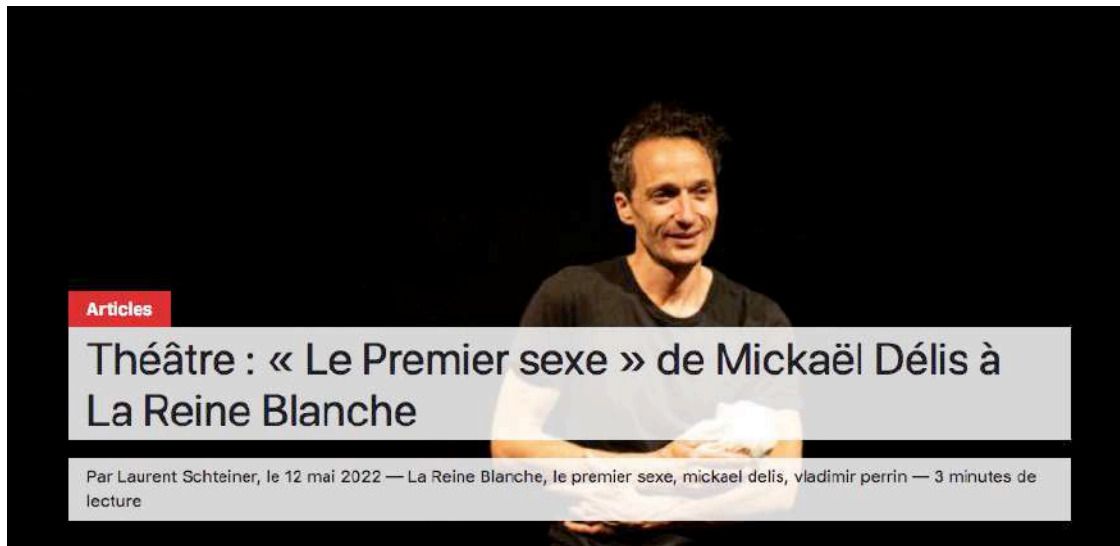 Articles
Théâtre : « Le Premier sexe » de Mickaël Délis à
La Reine Blanche
Par Laurent Schteiner, le 12 mai 2022 — La Reine Blanche, le premier sexe, mickael delis, vladimir perrin — 3 minutes de
lecture